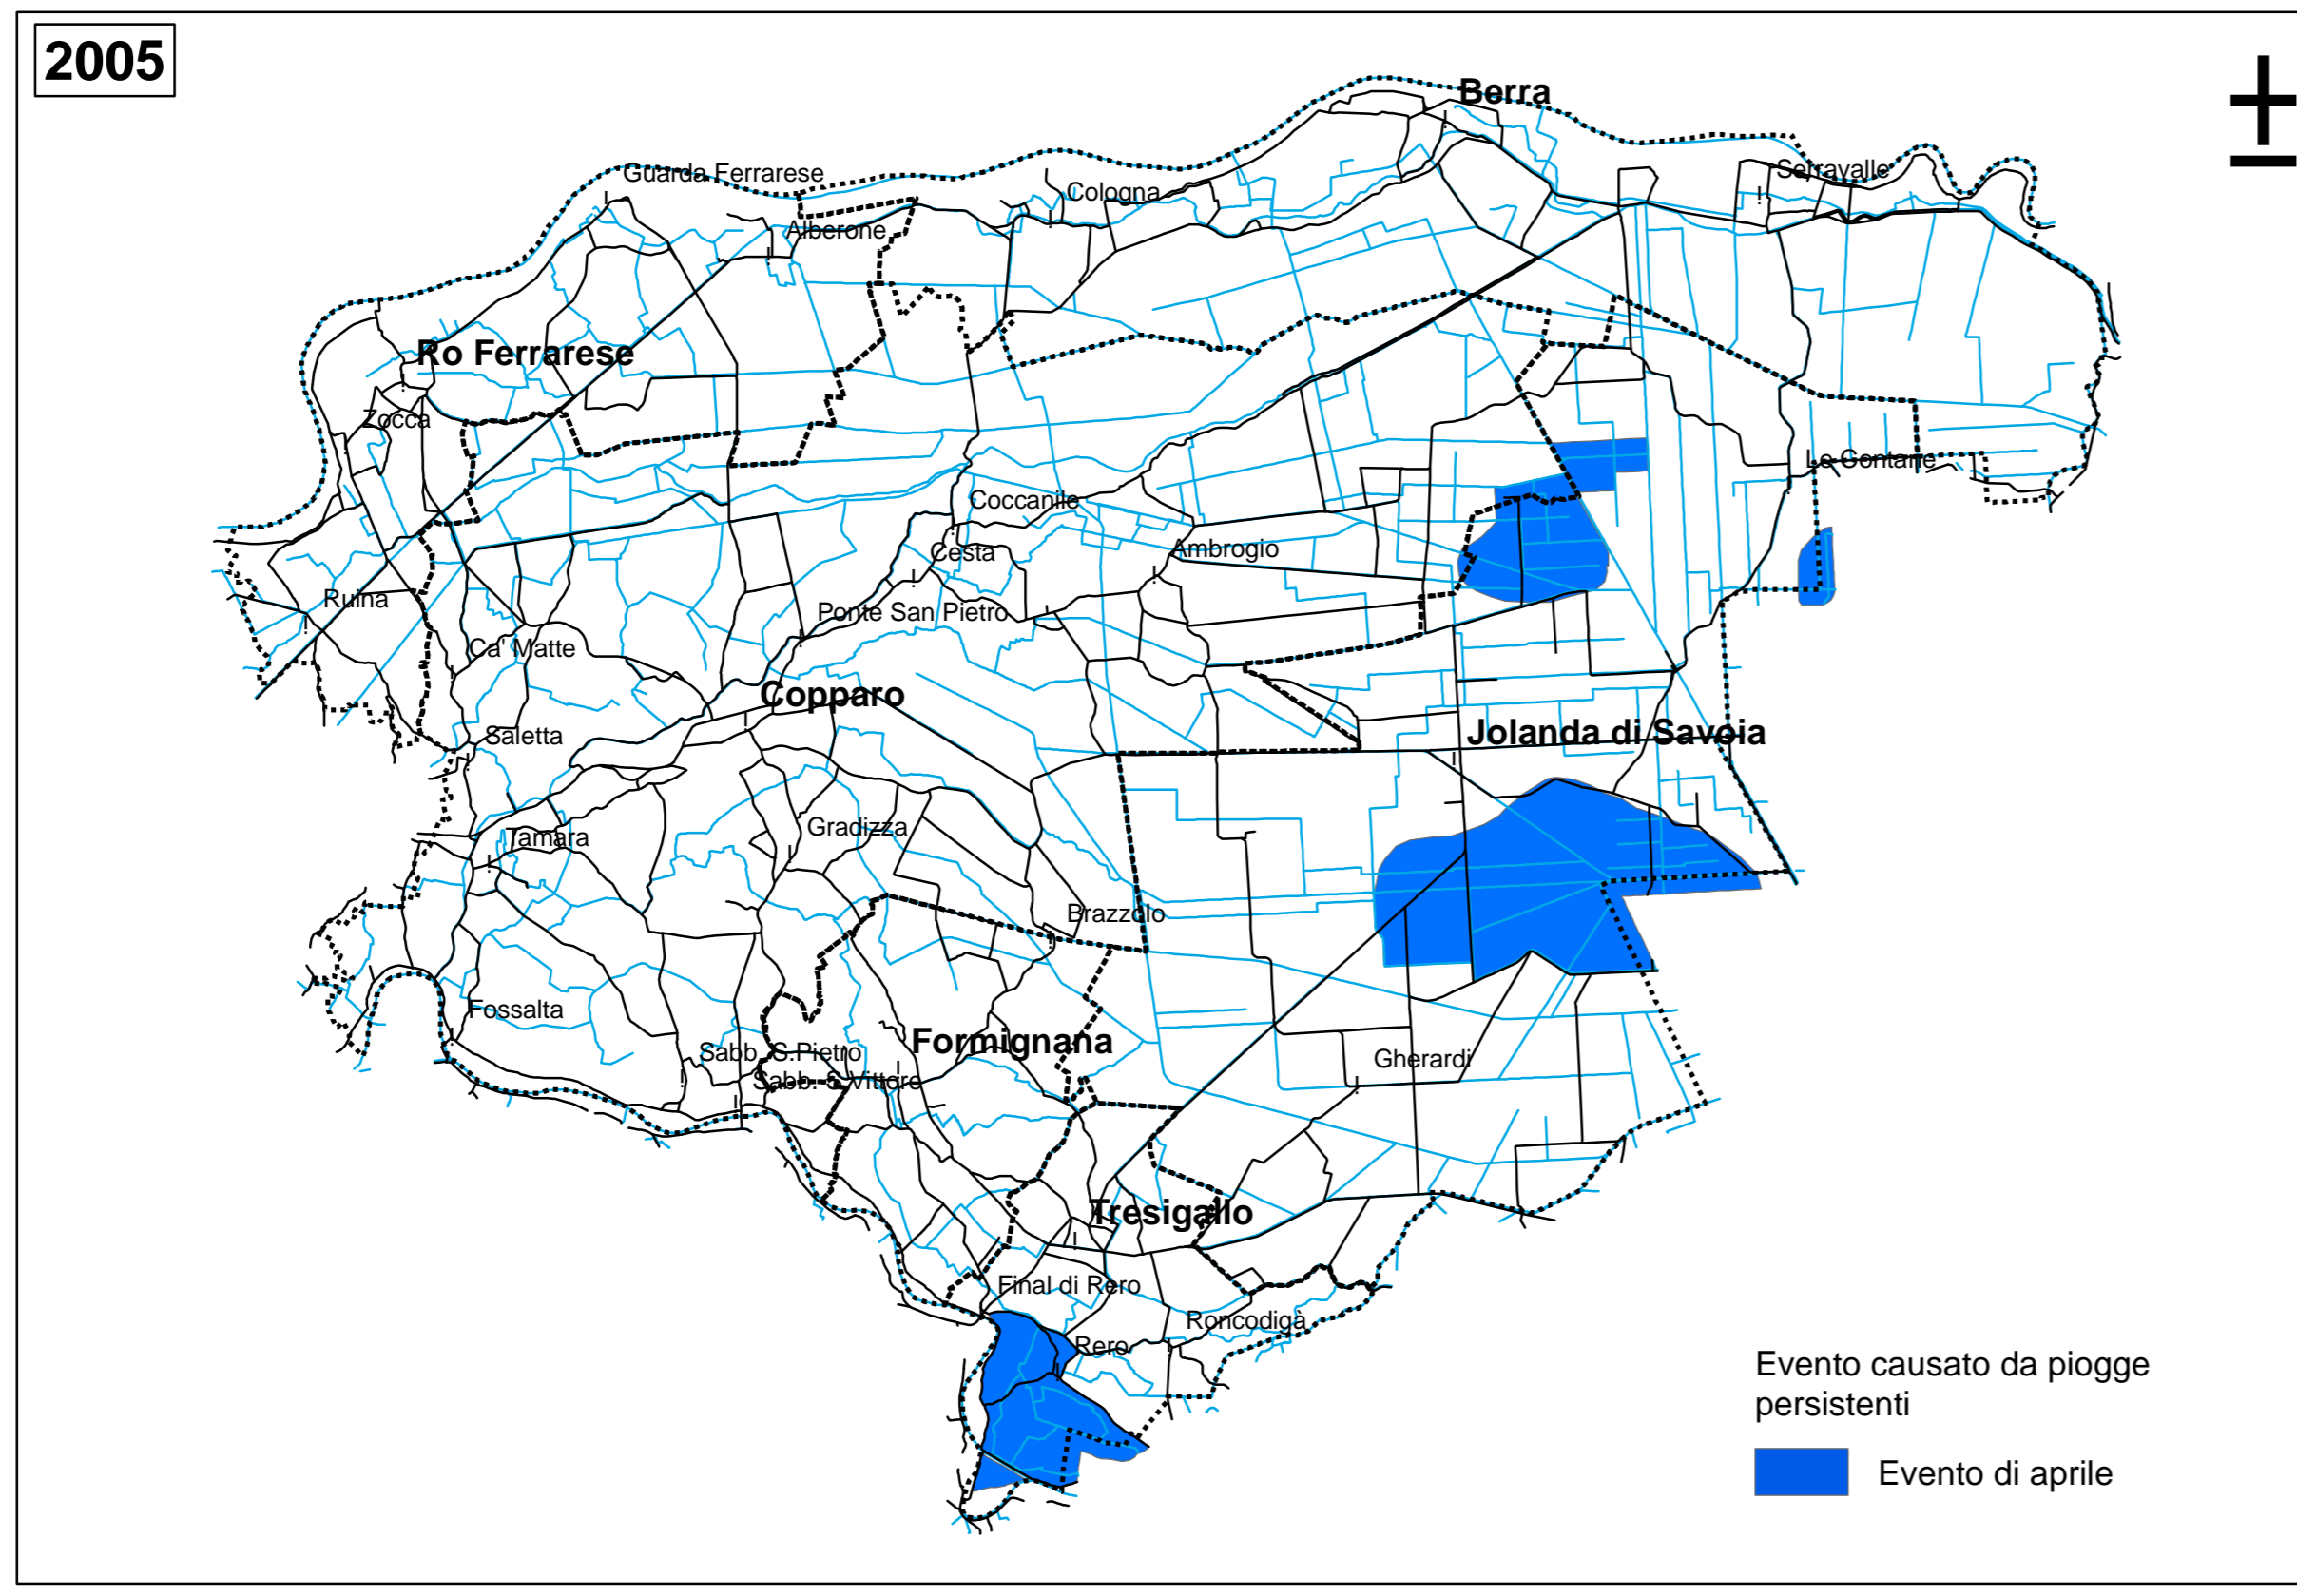 2005
Berra
Guarda Ferrarese
Serravalle
Cologna
Alberone
Ro Ferrarese
Zocca
Le Contane
Coccanile
Cesta
Ambrogio
Ruina
Ponte San Pietro
Ca' Matte
Copparo
Saletta
Jolanda di Savoia
Gradizza
Tamara
Brazzolo
Fossalta
Formignana
Sabb. S.Pietro
Gherardi
Sabb. S.Vittore
Tresigallo
Final di Rero
Roncodigà
Rero
Evento causato da piogge
persistenti
Evento di aprile